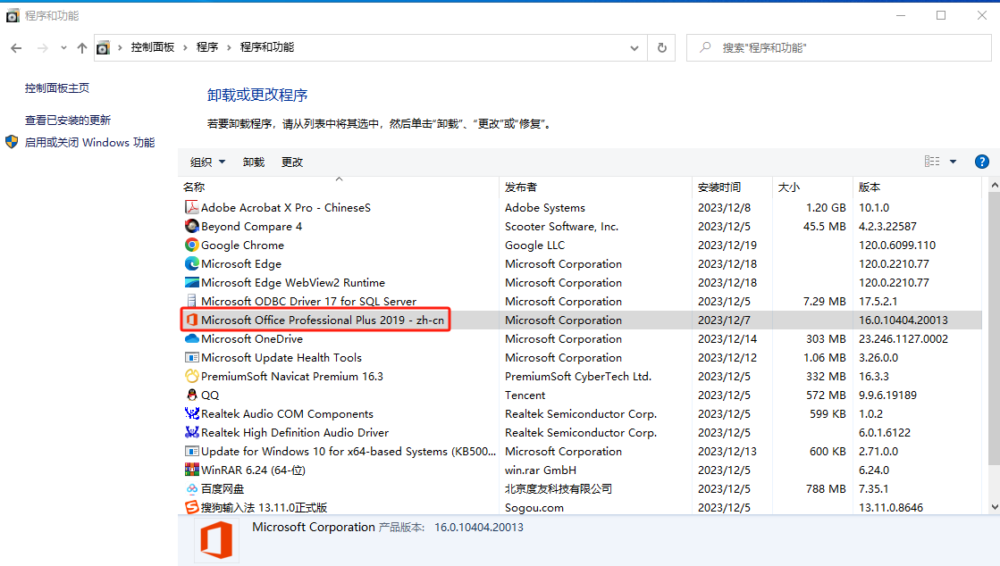 程序和功能
控制面板 程序 程序和功能
搜索"程序和功能"
控制面板主页
查看已安装的更新
启用或关闭 Windows 功能
卸载或更改程序
若要卸载程序，请从列表中将其选中，然后单击"卸载"、"更改"或"修复"。
组织 卸载 更改
名称 发布者 安装时间 大小 版本
Adobe Acrobat X Pro - ChineseS Adobe Systems 2023/12/8 1.20 GB 10.1.0
Beyond Compare 4 Scooter Software, Inc. 2023/12/5 45.5 MB 4.2.3.22587
Google Chrome Google LLC 2023/12/19 120.0.6099.110
Microsoft Edge Microsoft Corporation 2023/12/18 120.0.2210.77
Microsoft Edge WebView2 Runtime Microsoft Corporation 2023/12/18 120.0.2210.77
Microsoft ODBC Driver 17 for SQL Server Microsoft Corporation 2023/12/5 7.29 MB 17.5.2.1
Microsoft Office Professional Plus 2019 - zh-cn Microsoft Corporation 2023/12/7 16.0.10404.20013
Microsoft OneDrive Microsoft Corporation 2023/12/14 303 MB 23.246.1127.0002
Microsoft Update Health Tools Microsoft Corporation 2023/12/12 1.06 MB 3.26.0.0
PremiumSoft Navicat Premium 16.3 PremiumSoft CyberTech Ltd. 2023/12/5 332 MB 16.3.3
QQ Tencent 2023/12/5 572 MB 9.9.6.19189
Realtek Audio COM Components Realtek Semiconductor Corp. 2023/12/5 599 KB 1.0.2
Realtek High Definition Audio Driver Realtek Semiconductor Corp. 2023/12/5 6.0.1.6122
Update for Windows 10 for x64-based Systems (KB500... Microsoft Corporation 2023/12/13 600 KB 2.71.0.0
WinRAR 6.24 (64-位) win.rar GmbH 2023/12/5 6.24.0
百度网盘 北京度友科技有限公司 2023/12/5 788 MB 7.35.1
搜狗输入法 13.11.0正式版 Sogou.com 2023/12/5 13.11.0.8646
Microsoft Corporation 产品版本: 16.0.10404.20013